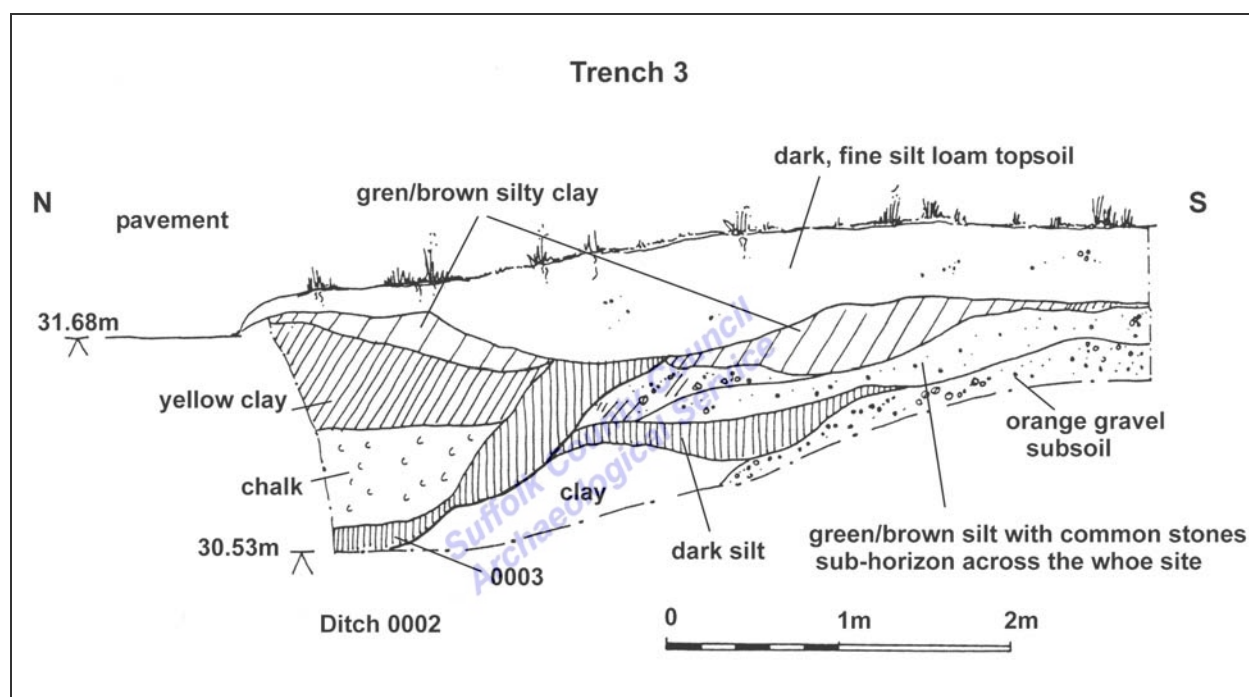 Trench 3
dark, fine silt loam topsoil
gren/brown silty clay
N
S
pavement
31.68m
yellow clay
orange gravel
subsoil
chalk
clay
green/brown silt with common stones
sub-horizon across the whoe site
dark silt
30.53m
0003
Ditch 0002
0 1m 2m
Suffolk County Council
Archaeological Service